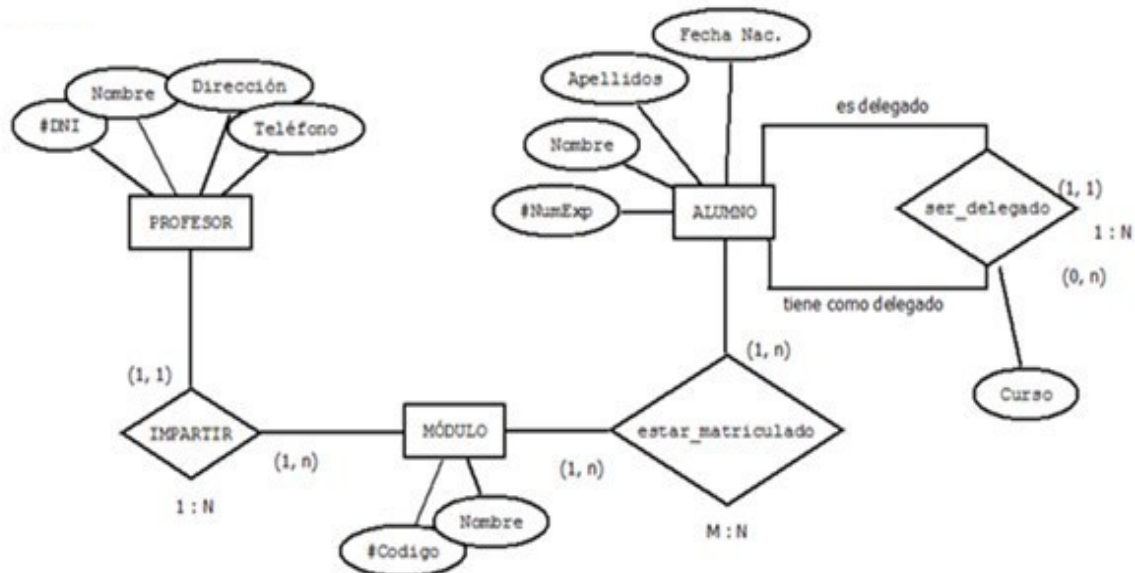 Fecha Nac.
Apellidos
Nombre
Dirección
#DNI
Teléfono
es delegado
Nombre
PROFESOR
#NumExp
ALUMNO
ser_delegado
(1, 1)
1 : N
(0, n)
tiene como delegado
(1, 1)
(1, n)
Curso
IMPARTIR
MÓDULO
estar_matriculado
(1, n)
(1, n)
1 : N
Nombre
M : N
#Codigo